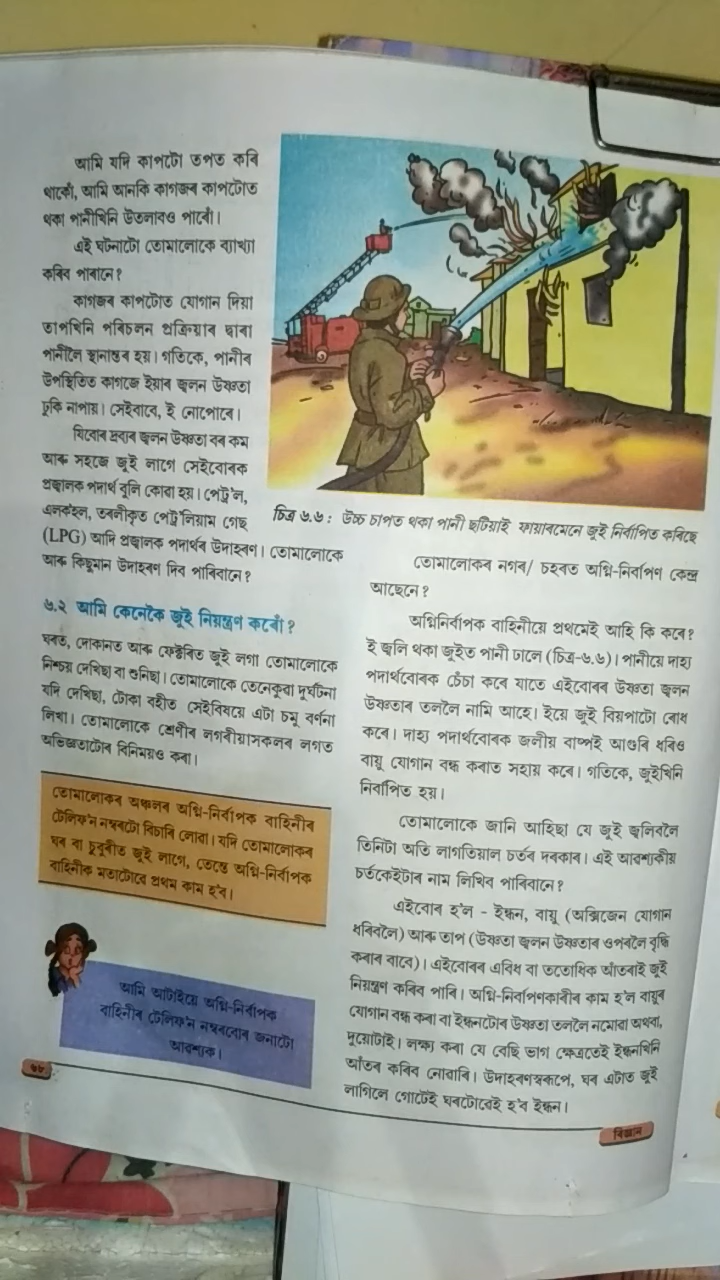 আমি যদি কাপটো তপত কৰি
থাকোঁ, আমি আনকি কাগজৰ কাপটোত
থকা পানীখিনি উতলাবও পাৰোঁ।
এই ঘটনাটো তোমালোকে ব্যাখ্যা
কৰিব পাৰানে?
কাগজৰ কাপটোত যোগান দিয়া
তাপখিনি পৰিচলন প্ৰক্ৰিয়াৰ দ্বাৰা
পানীলৈ স্থানান্তৰ হয়। গতিকে, পানীৰ
উপস্থিতিত কাগজে ইয়াৰ জ্বলন উষ্ণতা
ঢুকি নাপায়। সেইবাবে, ই নোপোৰে।
যিবোৰ দ্ৰব্যৰ জ্বলন উষ্ণতা বৰ কম
আৰু সহজে জুই লাগে সেইবোৰক
প্ৰজ্বালক পদাৰ্থ বুলি কোৱা হয়। পেট্ৰ'ল,
এলকহল, তৰলীকৃত পেট্ৰ'লিয়াম গেছ
(LPG) আদি প্ৰজ্বালক পদাৰ্থৰ উদাহৰণ। তোমালোকে
আৰু কিছুমান উদাহৰণ দিব পাৰিবানে?
৬.২ আমি কেনেকৈ জুই নিয়ন্ত্ৰণ কৰোঁ?
ঘৰত, দোকানত আৰু ফেক্টৰিত জুই লগা তোমালোকে
নিশ্চয় দেখিছা বা শুনিছা। তোমালোকে তেনেকুৱা দুৰ্ঘটনা
যদি দেখিছা, টোকা বহীত সেইবিষয়ে এটা চমু বৰ্ণনা
লিখা। তোমালোকে শ্ৰেণীৰ লগৰীয়াসকলৰ লগত
অভিজ্ঞতাটোৰ বিনিময়ও কৰা।
তোমালোকৰ অঞ্চলৰ অগ্নি-নিৰ্বাপক বাহিনীৰ
টেলিফ'ন নম্বৰটো বিচাৰি লোৱা। যদি তোমালোকৰ
ঘৰ বা চুবুৰীত জুই লাগে, তেন্তে অগ্নি-নিৰ্বাপক
বাহিনীক মতাটোৱে প্ৰথম কাম হ'ব।
আমি আটাইয়ে অগ্নি-নিৰ্বাপক
বাহিনীৰ টেলিফ'ন নম্বৰবোৰ জনাটো
আৱশ্যক।
চিত্ৰ ৬.৬ : উচ্চ চাপত থকা পানী ছটিয়াই ফায়াৰমেনে জুই নিৰ্বাপিত কৰিছে
তোমালোকৰ নগৰ/ চহৰত অগ্নি-নিৰ্বাপণ কেন্দ্ৰ
আছেনে?
অগ্নিনিৰ্বাপক বাহিনীয়ে প্ৰথমেই আহি কি কৰে?
ই জ্বলি থকা জুইত পানী ঢালে (চিত্ৰ-৬.৬)। পানীয়ে দাহ্য
পদাৰ্থবোৰক চেঁচা কৰে যাতে এইবোৰৰ উষ্ণতা জ্বলন
উষ্ণতাৰ তললৈ নামি আহে। ইয়ে জুই বিয়পাটো ৰোধ
কৰে। দাহ্য পদাৰ্থবোৰক জলীয় বাষ্পই আগুৰি ধৰিও
বায়ু যোগান বন্ধ কৰাত সহায় কৰে। গতিকে, জুইখিনি
নিৰ্বাপিত হয়।
তোমালোকে জানি আহিছা যে জুই জ্বলিবলৈ
তিনিটা অতি লাগতিয়াল চৰ্তৰ দৰকাৰ। এই আৱশ্যকীয়
চৰ্তকেইটাৰ নাম লিখিব পাৰিবানে?
এইবোৰ হ'ল - ইন্ধন, বায়ু (অক্সিজেন যোগান
ধৰিবলৈ) আৰু তাপ (উষ্ণতা জ্বলন উষ্ণতাৰ ওপৰলৈ বৃদ্ধি
কৰাৰ বাবে)। এইবোৰৰ এবিধ বা ততোধিক আঁতৰাই জুই
নিয়ন্ত্ৰণ কৰিব পাৰি। অগ্নি-নিৰ্বাপণকাৰীৰ কাম হ'ল বায়ুৰ
যোগান বন্ধ কৰা বা ইন্ধনটোৰ উষ্ণতা তললৈ নমোৱা অথবা,
দুয়োটাই। লক্ষ্য কৰা যে বেছি ভাগ ক্ষেত্ৰতেই ইন্ধনখিনি
আঁতৰ কৰিব নোৱাৰি। উদাহৰণস্বৰূপে, ঘৰ এটাত জুই
লাগিলে গোটেই ঘৰটোৱেই হ'ব ইন্ধন।
৬৮
বিজ্ঞান